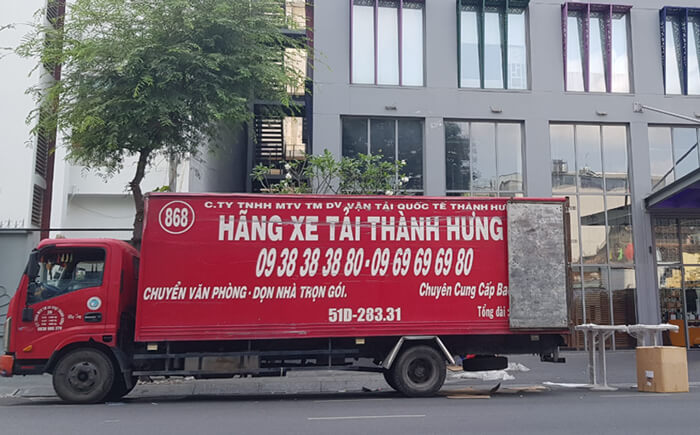 868
C.TY TNHH MTV TM DV VẬN TẢI QUỐC TẾ THÀNH HƯ
HÃNG XE TẢI THÀNH HƯNG
09 38 38 38 80 - 09 69 69 69 80
CHUYỂN VĂN PHÒNG - DỌN NHÀ TRỌN GÓI.
Chuyên Cung Cấp Ba
51D-283.31
Tổng đài :